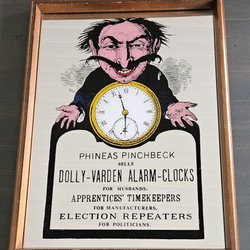 PHINEAS PINCHBECK
SELLS
DOLLY-VARDEN ALARM-CLOCKS
FOR HUSBANDS.
APPRENTICES' TIMEKEEPERS
FOR MANUFACTURERS.
ELECTION REPEATERS
FOR POLITICIANS.